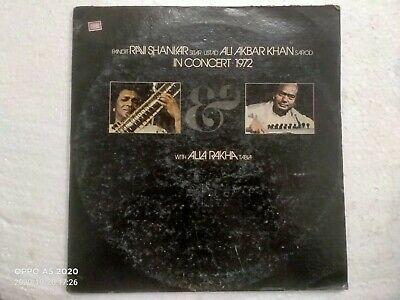 PANDIT RAVI SHANKAR SITAR · USTAD ALI AKBAR KHAN SAROD
IN CONCERT 1972
&
WITH ALLA RAKHA TABLA
OPPO A5 2020
2020/10/20 17:26